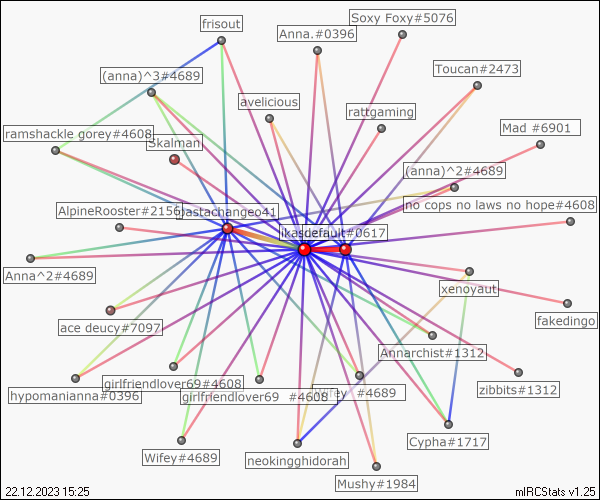 Soxy Foxy#5076
frisout
Anna.#0396
Toucan#2473
(anna)^3#4689
avelicious
rattgaming
Mad #6901
ramshackle gorey#4608
Skalman
(anna)^2#4689
no cops no laws no hope#4608
AlpineRooster#2156
pastachange041
#0617
Anna^2#4689
xenoyaut
fakedingo
ace deucy#7097
Annarchist#1312
girlfriendlover69#4608
zibbits#1312
hypomanianna#0396
girlfriendlover69 #4608
Wifey #4689
Cypha#1717
Wifey#4689
neokingghidorah
Mushy#1984
22.12.2023 15:25
mIRCStats v1.25